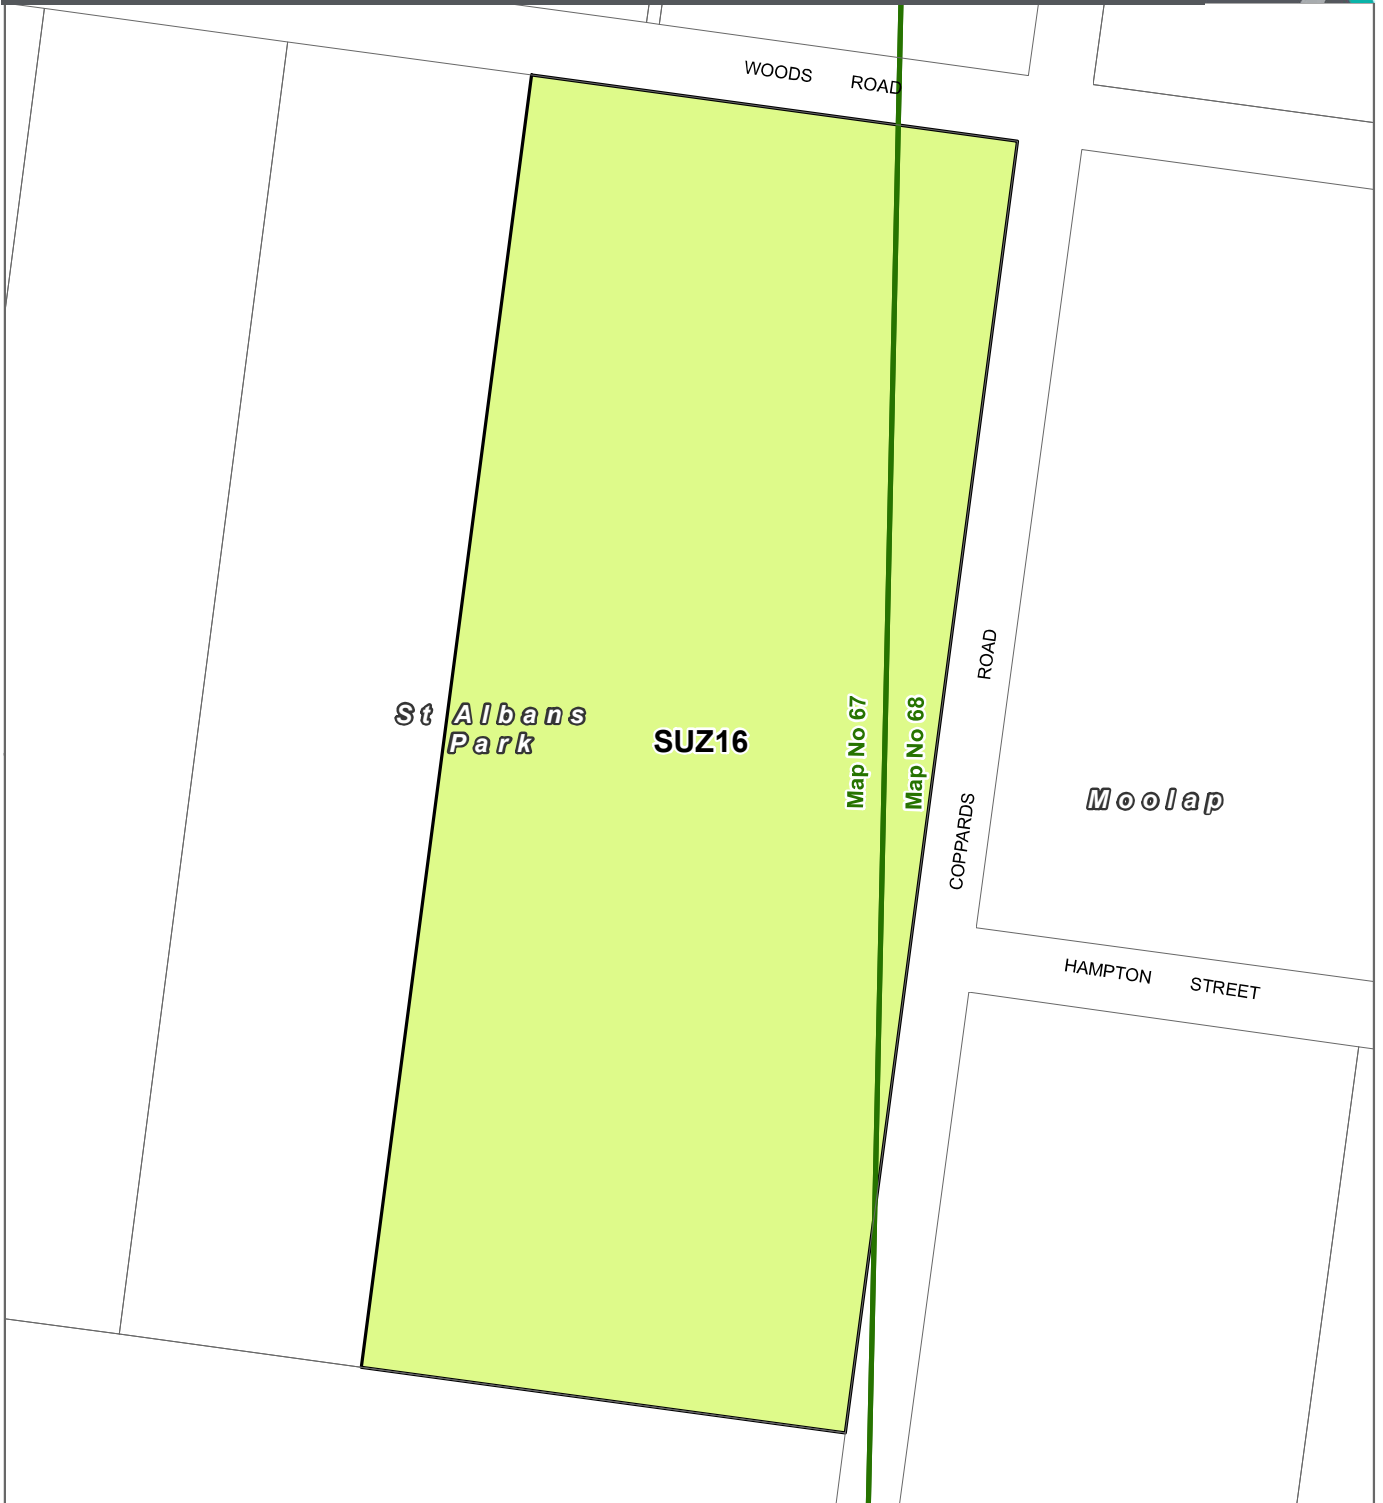 WOODS ROAD
ROAD
St Albans
Park
SUZ16
Map No 67
Map No 68
COPPARDS
Moolap
HAMPTON STREET